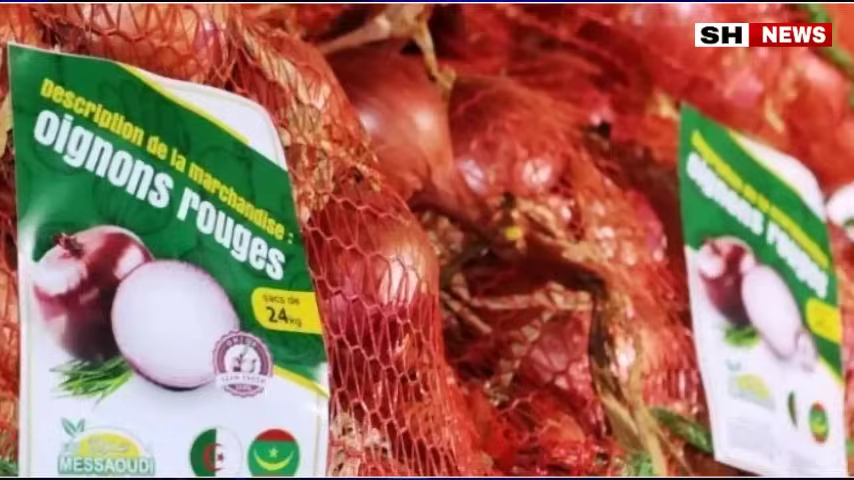 SH NEWS
Description de la marchandise :
oignons rouges
sacs de
24kg
MESSAOUDI
oignons rouges